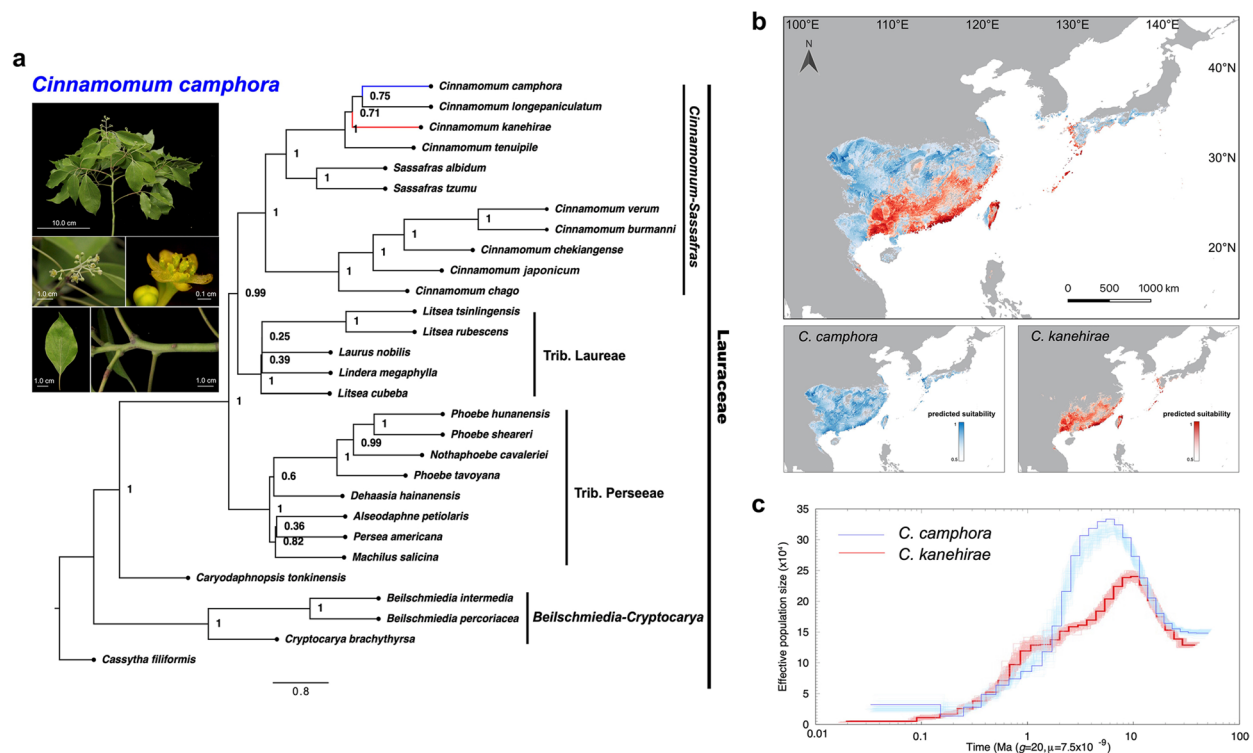 a
Cinnamomum camphora
10.0 cm
1.0 cm
0.1 cm
1.0 cm
1.0 cm
Cinnamomum camphora
0.75
Cinnamomum longepaniculatum
0.71
Cinnamomum kanehirae
1
Cinnamomum tenuipile
1
Sassafras albidum
1
Sassafras tzumu
1
Cinnamomum verum
1
Cinnamomum burmanni
1
Cinnamomum chekiangense
1
Cinnamomum japonicum
1
Cinnamomum chago
0.99
Litsea tsinlingensis
0.25
1
Litsea rubescens
Laurus nobilis
0.39
Lindera megaphylla
1
Litsea cubeba
1
Phoebe hunanensis
1
Phoebe sheareri
0.99
Nothaphoebe cavaleriei
1
Phoebe tavoyana
0.6
Dehaasia hainanensis
1
Alseodaphne petiolaris
0.36
Persea americana
0.82
Machilus salicina
1
Caryodaphnopsis tonkinensis
Beilschmiedia intermedia
1
Beilschmiedia percoriacea
1
Cryptocarya brachythyrsa
Cassytha filiformis
0.8
Cinnamomum-Sassafras
Trib. Laureae
Trib. Perseeae
Beilschmiedia-Cryptocarya
Lauraceae
b
100°E
110°E
120°E
130°E
140°E
N
40°N
30°N
20°N
0
500
1000 km
C. camphora
predicted suitability
1
0.5
C. kanehirae
predicted suitability
1
0.5
c
Effective population size (x10⁴)
35
30
25
20
15
10
5
0
C. camphora
C. kanehirae
0.01
0.1
1
10
100
Time (Ma (g=20, μ=7.5x10⁻⁹)